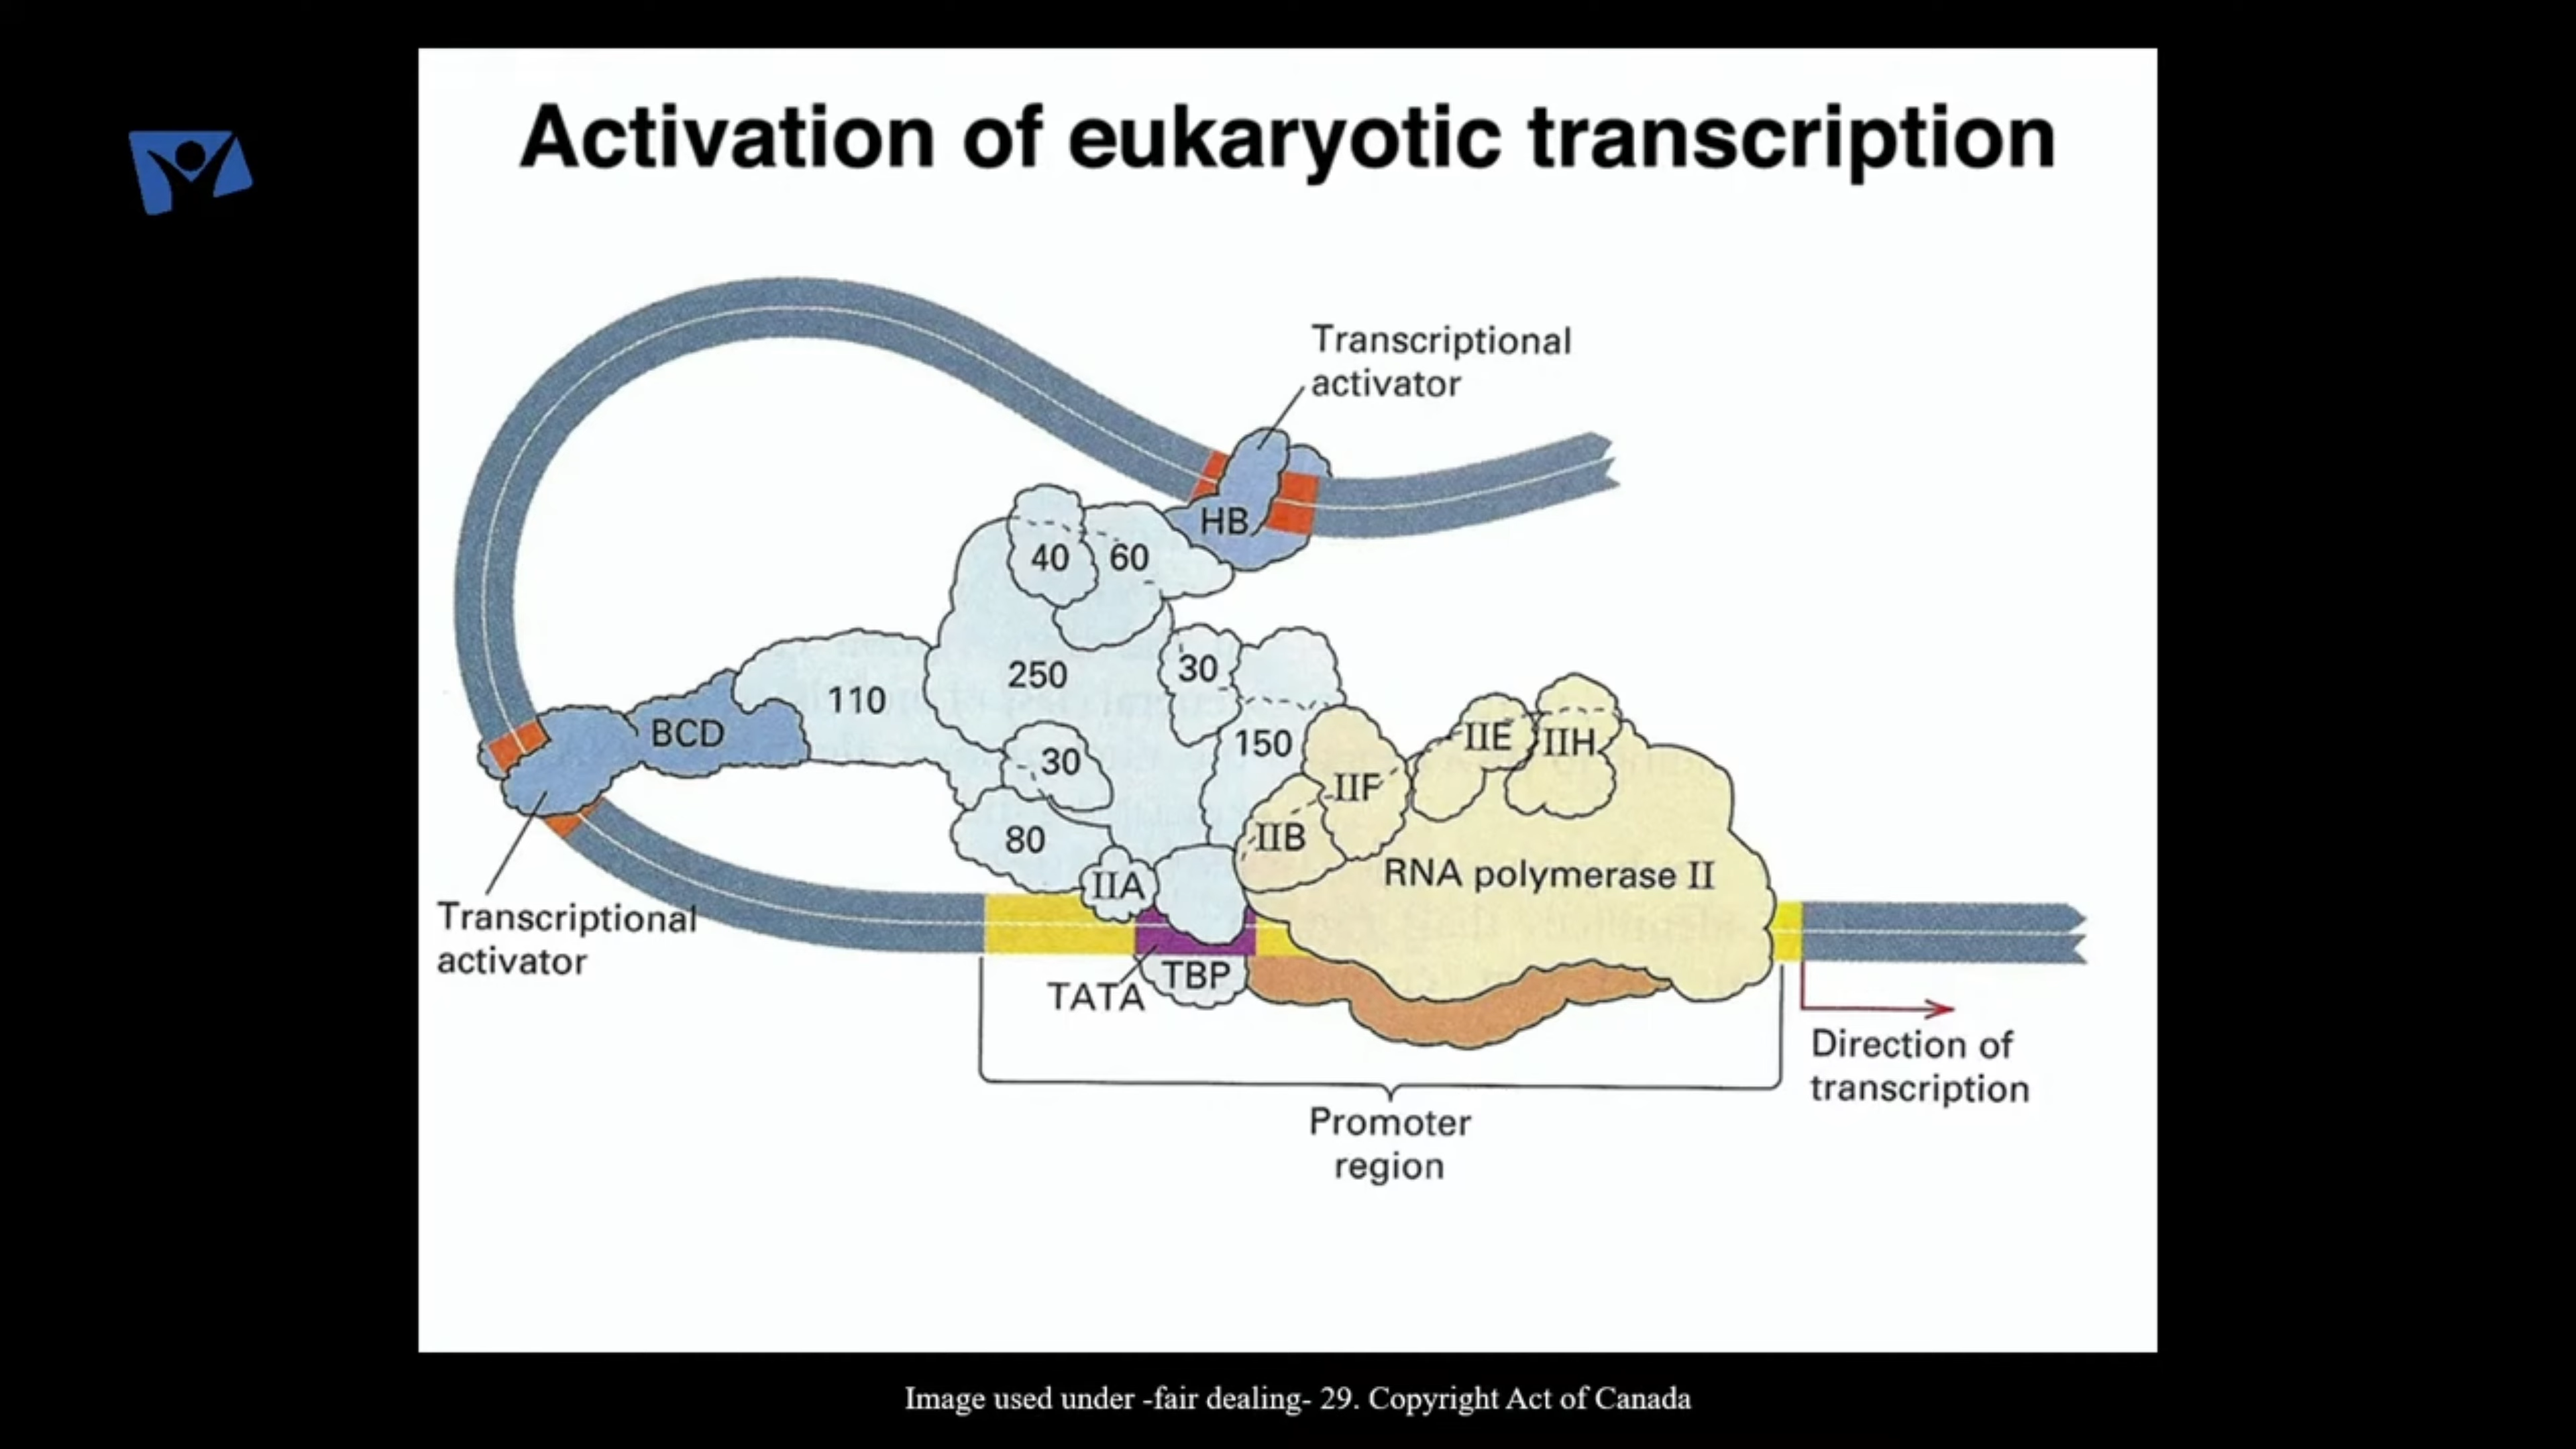 Activation of eukaryotic transcription
Transcriptional
activator
HB
40
60
250
30
110
BCD
150
30
IIE
IIH
IIF
IIB
80
IIA
RNA polymerase II
Transcriptional
activator
TBP
TATA
Direction of
transcription
Promoter
region
Image used under -fair dealing- 29. Copyright Act of Canada